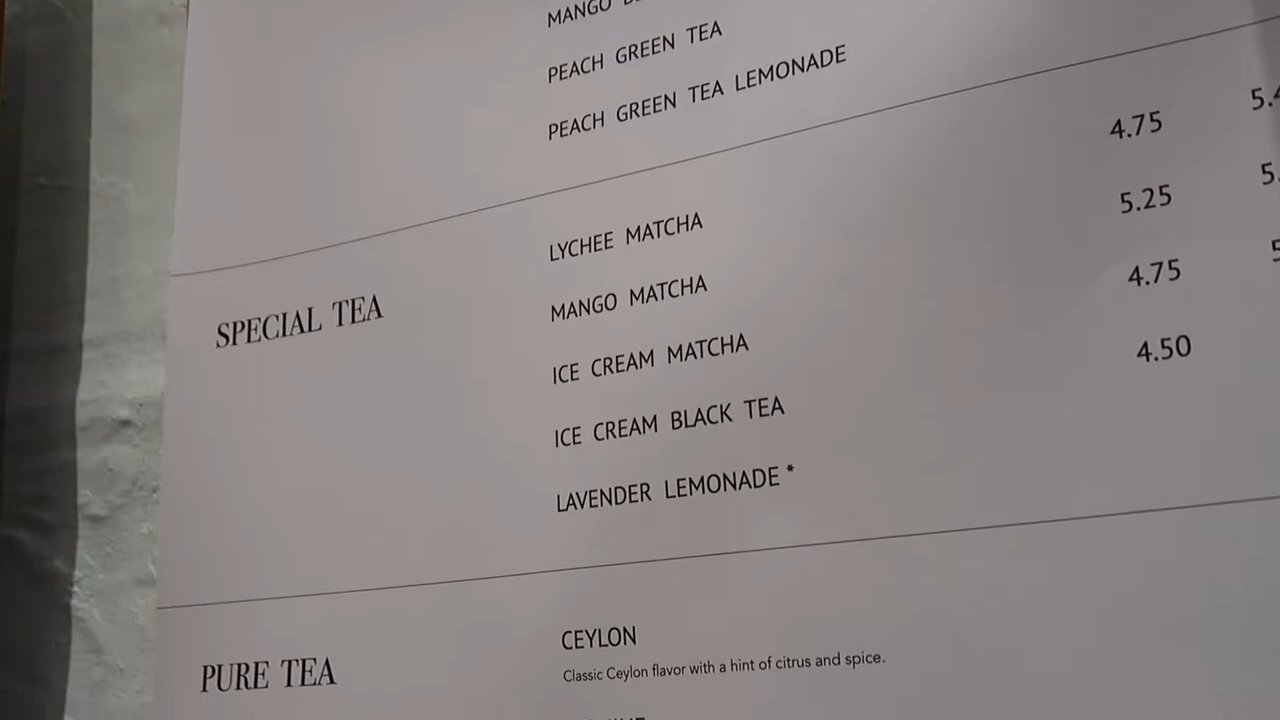 MANGO
PEACH GREEN TEA
PEACH GREEN TEA LEMONADE
SPECIAL TEA
LYCHEE MATCHA 4.75
MANGO MATCHA 5.25
ICE CREAM MATCHA 4.75
ICE CREAM BLACK TEA 4.50
LAVENDER LEMONADE *
PURE TEA
CEYLON
Classic Ceylon flavor with a hint of citrus and spice.